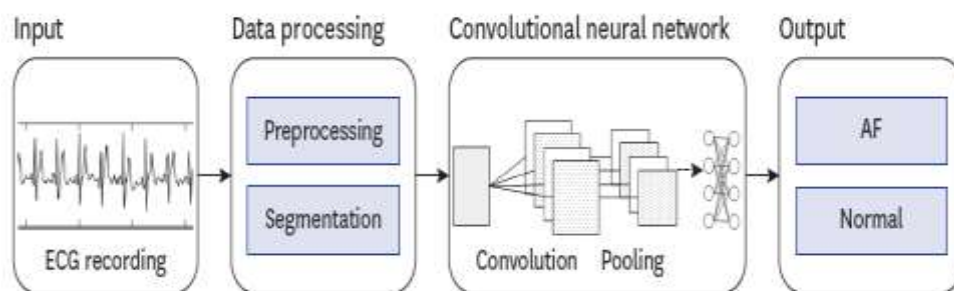 Input
Data processing
Convolutional neural network
Output
ECG recording
Preprocessing
Segmentation
Convolution
Pooling
AF
Normal